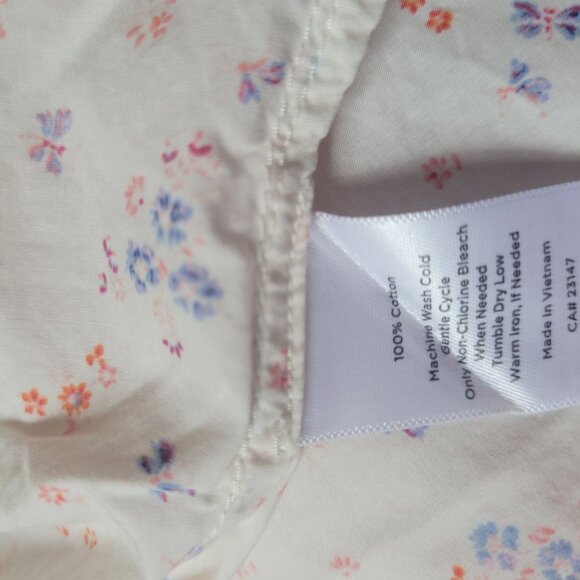 100% Cotton
Machine Wash Cold
Gentle Cycle
Only Non-Chlorine Bleach
When Needed
Tumble Dry Low
Warm Iron, If Needed
Made in Vietnam
CA# 23147